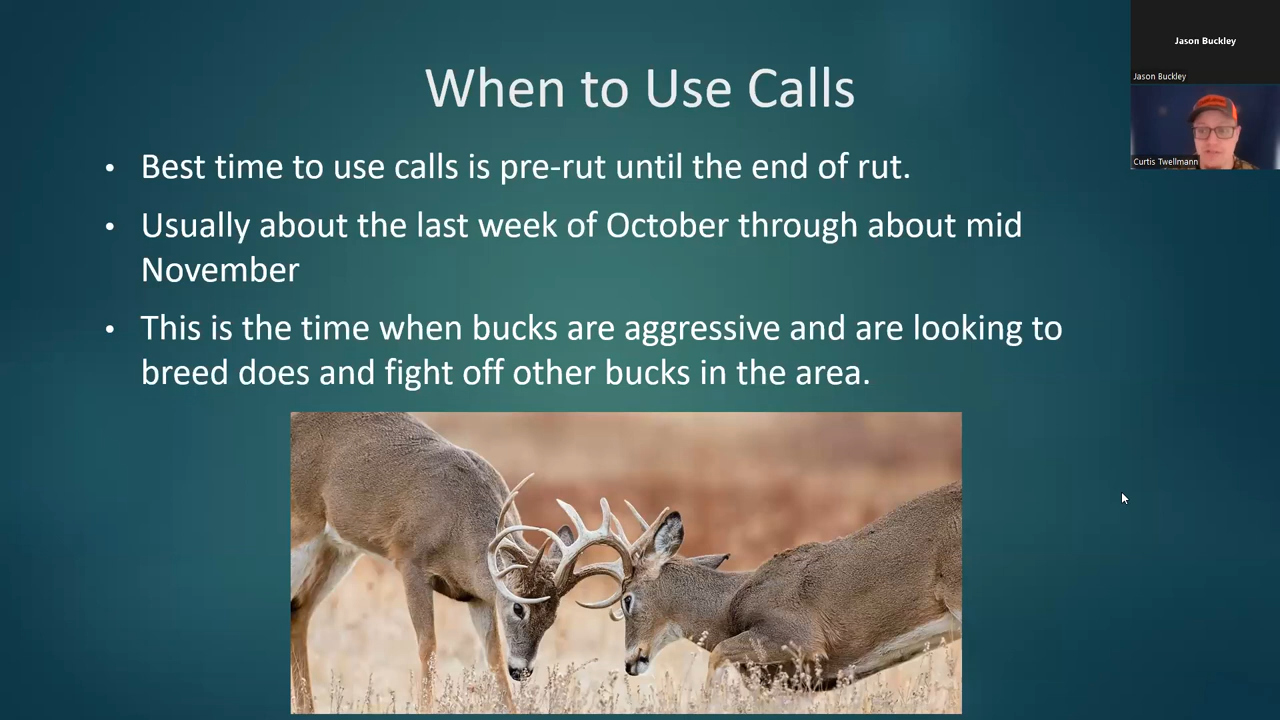 When to Use Calls
• Best time to use calls is pre-rut until the end of rut.
• Usually about the last week of October through about mid
November
• This is the time when bucks are aggressive and are looking to
breed does and fight off other bucks in the area.
Jason Buckley
Jason Buckley
Curtis Twellmann